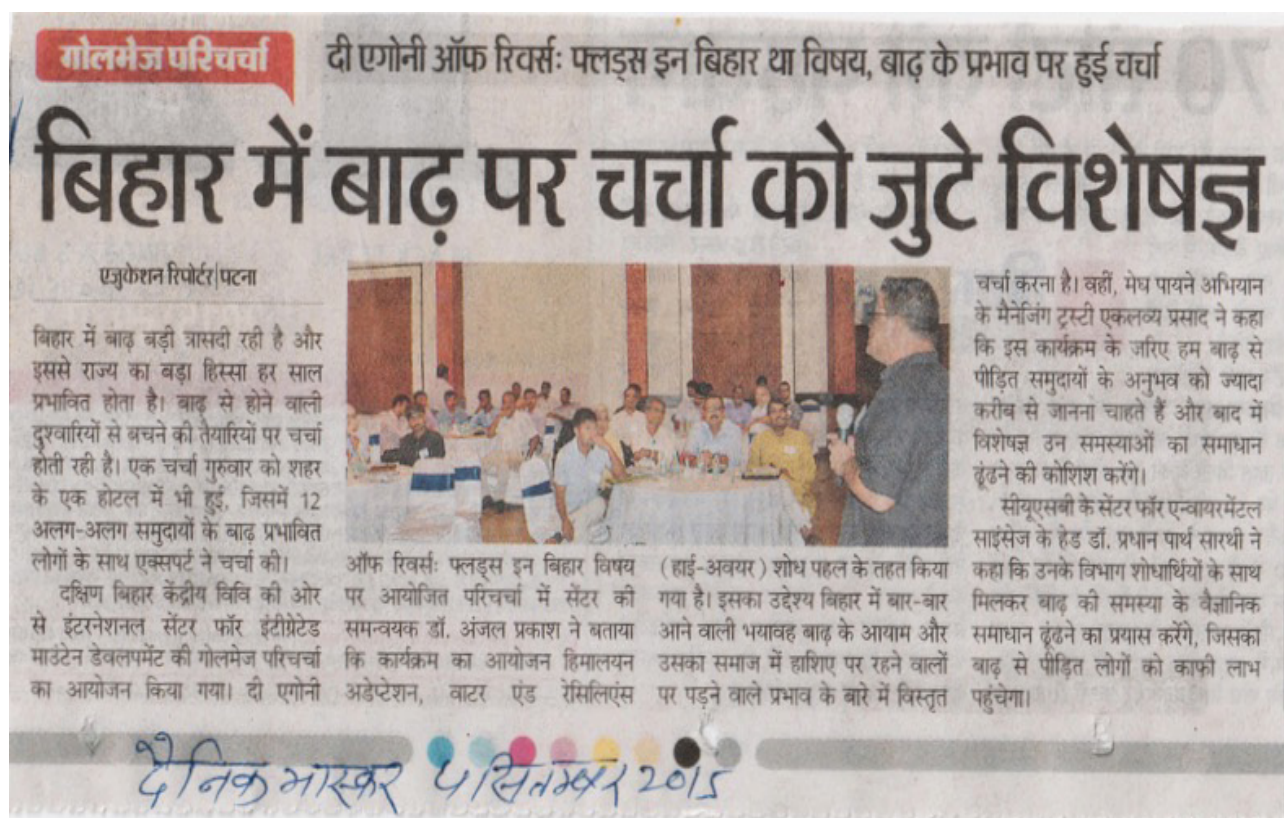 गोलमेज परिचर्चा
दी एगोनी ऑफ रिवर्सः फ्लड्स इन बिहार था विषय, बाढ़ के प्रभाव पर हुई चर्चा
बिहार में बाढ़ पर चर्चा को जुटे विशेषज्ञ
एजुकेशन रिपोर्टर|पटना
बिहार में बाढ़ बड़ी त्रासदी रही है और
इससे राज्य का बड़ा हिस्सा हर साल
प्रभावित होता है। बाढ़ से होने वाली
दुश्वारियों से बचने की तैयारियों पर चर्चा
होती रही है। एक चर्चा गुरुवार को शहर
के एक होटल में भी हुई, जिसमें 12
अलग-अलग समुदायों के बाढ़ प्रभावित
लोगों के साथ एक्सपर्ट ने चर्चा की।
दक्षिण बिहार केंद्रीय विवि की ओर
से इंटरनेशनल सेंटर फॉर इंटीग्रेटेड
माउंटेन डेवलपमेंट की गोलमेज परिचर्चा
का आयोजन किया गया। दी एगोनी
ऑफ रिवर्सः फ्लड्स इन बिहार विषय
पर आयोजित परिचर्चा में सेंटर की
समन्वयक डॉ. अंजल प्रकाश ने बताया
कि कार्यक्रम का आयोजन हिमालयन
अडेप्टेशन, वाटर एंड रेसिलिएंस
(हाई-अवयर) शोध पहल के तहत किया
गया है। इसका उद्देश्य बिहार में बार-बार
आने वाली भयावह बाढ़ के आयाम और
उसका समाज में हाशिए पर रहने वालों
पर पड़ने वाले प्रभाव के बारे में विस्तृत
चर्चा करना है। वहीं, मेघ पायने अभियान
के मैनेजिंग ट्रस्टी एकलव्य प्रसाद ने कहा
कि इस कार्यक्रम के जरिए हम बाढ़ से
पीड़ित समुदायों के अनुभव को ज्यादा
करीब से जानना चाहते हैं और बाद में
विशेषज्ञ उन समस्याओं का समाधान
ढूंढने की कोशिश करेंगे।
सीयूएसबी के सेंटर फॉर एन्वायरमेंटल
साइंसेज के हेड डॉ. प्रधान पार्थ सारथी ने
कहा कि उनके विभाग शोधार्थियों के साथ
मिलकर बाढ़ की समस्या के वैज्ञानिक
समाधान ढूंढने का प्रयास करेंगे, जिसका
बाढ़ से पीड़ित लोगों को काफी लाभ
पहुंचेगा।
दैनिक भास्कर 4 सितम्बर 2015